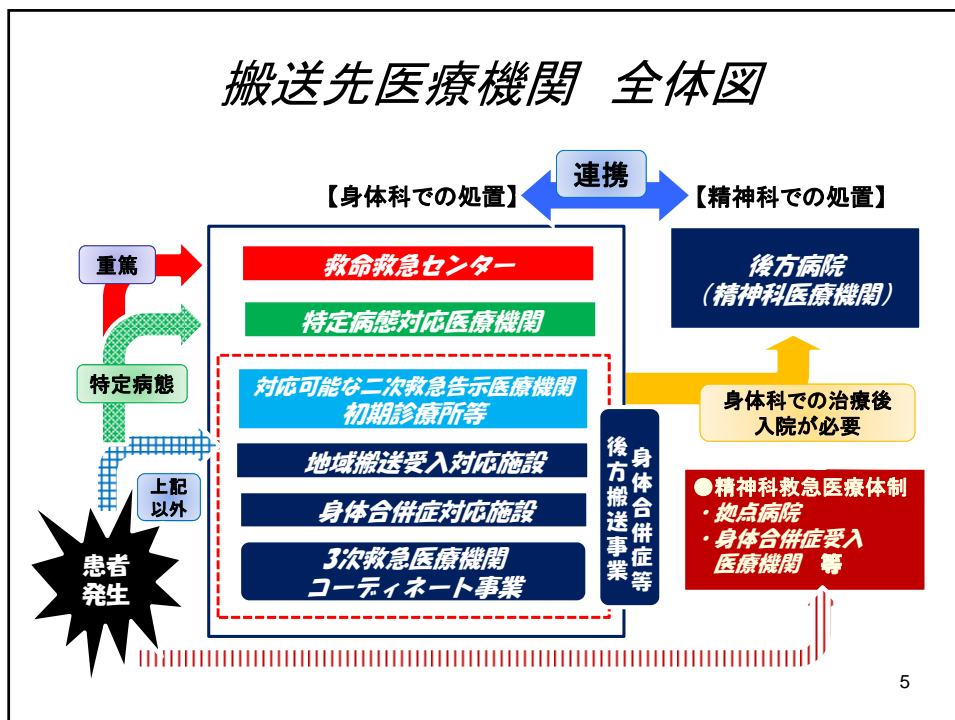 搬送先医療機関　全体図
連携
【身体科での処置】
【精神科での処置】
重篤
救命救急センター
後方病院
（精神科医療機関）
特定病態対応医療機関
特定病態
対応可能な二次救急告示医療機関
初期診療所等
身体科での治療後
入院が必要
地域搬送受入対応施設
上記
以外
身体合併症対応施設
3次救急医療機関
コーディネート事業
身体合併症等
後方搬送事業
●精神科救急医療体制
・拠点病院
・身体合併症受入
医療機関　等
患者
発生
5